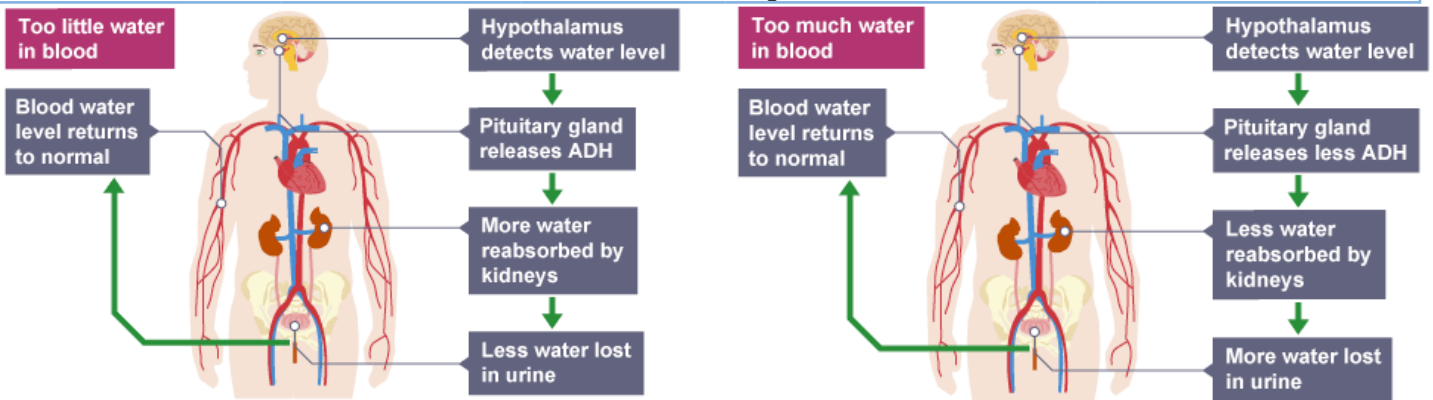 Too little water
in blood
Hypothalamus
detects water level
Blood water
level returns
to normal
Pituitary gland
releases ADH
More water
reabsorbed by
kidneys
Less water lost
in urine
Too much water
in blood
Hypothalamus
detects water level
Blood water
level returns
to normal
Pituitary gland
releases less ADH
Less water
reabsorbed by
kidneys
More water lost
in urine